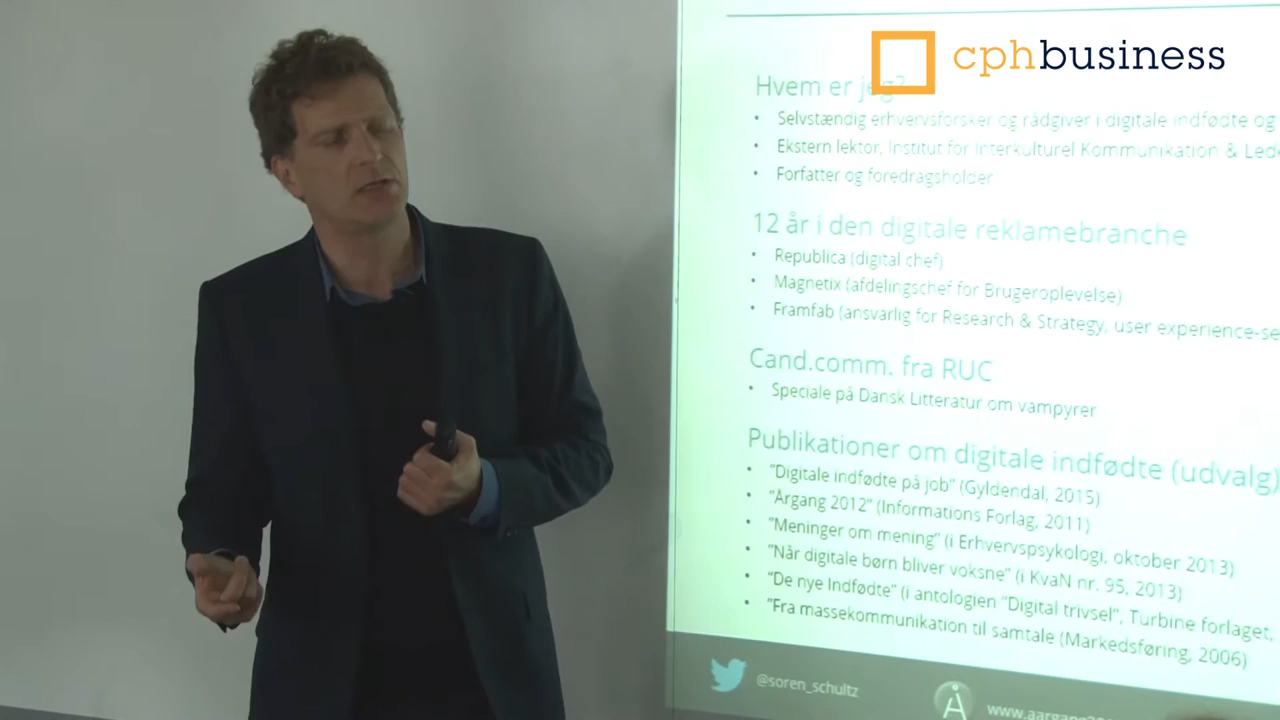 cphbusiness
Hvem er jeg?
• Selvstændig erhvervsforsker og rådgiver i digitale indfødte og
• Ekstern lektor, Institut for Interkulturel Kommunikation & Lede
• Forfatter og foredragsholder
12 år i den digitale reklamebranche
• Republica (digital chef)
• Magnetix (afdelingschef for Brugeroplevelse)
• Framfab (ansvarlig for Research & Strategy, user experience-se
Cand.comm. fra RUC
• Speciale på Dansk Litteratur om vampyrer
Publikationer om digitale indfødte (udvalg)
• "Digitale indfødte på job" (Gyldendal, 2015)
• "Årgang 2012" (Informations Forlag, 2011)
• "Meninger om mening" (i Erhvervspsykologi, oktober 2013)
• "Når digitale børn bliver voksne" (i KvaN nr. 95, 2013)
• "De nye Indfødte" (i antologien "Digital trivsel", Turbine forlaget,
• "Fra massekommunikation til samtale (Markedsføring, 2006)
@soren_schultz
Å www.aargang20